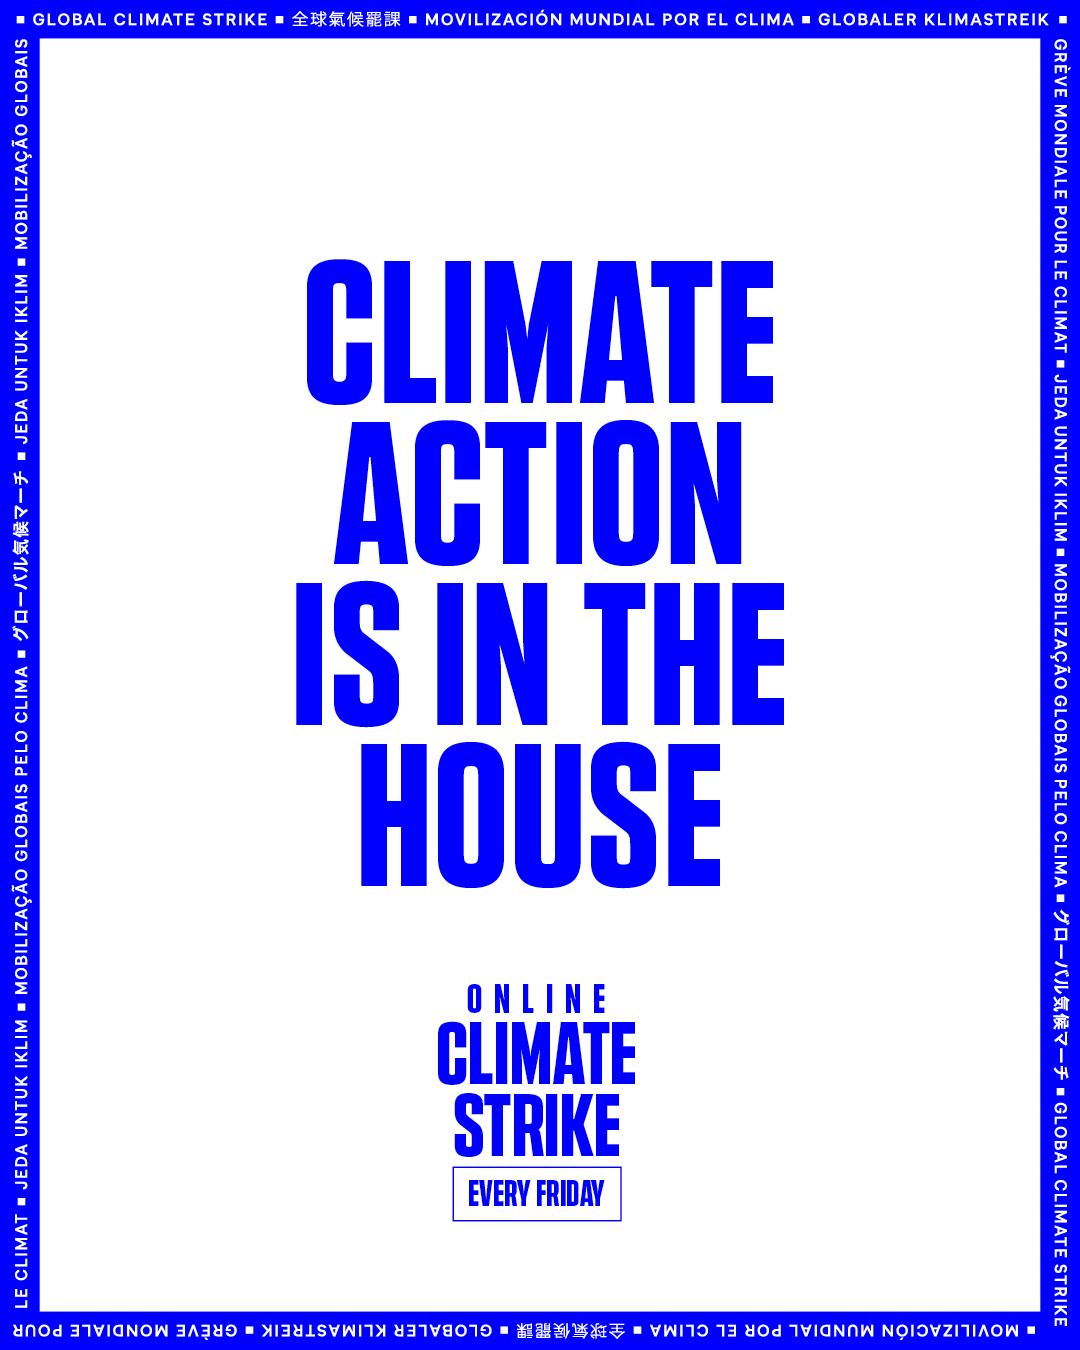 ■ GLOBAL CLIMATE STRIKE ■ 全球氣候罷課 ■ MOVILIZACIÓN MUNDIAL POR EL CLIMA ■ GLOBALER KLIMASTREIK ■
GRÈVE MONDIALE POUR LE CLIMAT ■ JEDA UNTUK IKLIM ■ MOBILIZAÇÃO GLOBAIS PELO CLIMA ■ グローバル気候マーチ ■ GLOBAL CLIMATE STRIKE
■ MOVILIZACIÓN MUNDIAL POR EL CLIMA ■ 全球氣候罷課 ■ GLOBALER KLIMASTREIK ■ GRÈVE MONDIALE POUR
LE CLIMAT ■ JEDA UNTUK IKLIM ■ MOBILIZAÇÃO GLOBAIS PELO CLIMA ■ グローバル気候マーチ ■ JEDA UNTUK IKLIM ■ MOBILIZAÇÃO GLOBAIS
CLIMATE
ACTION
IS IN THE
HOUSE
ONLINE
CLIMATE
STRIKE
EVERY FRIDAY